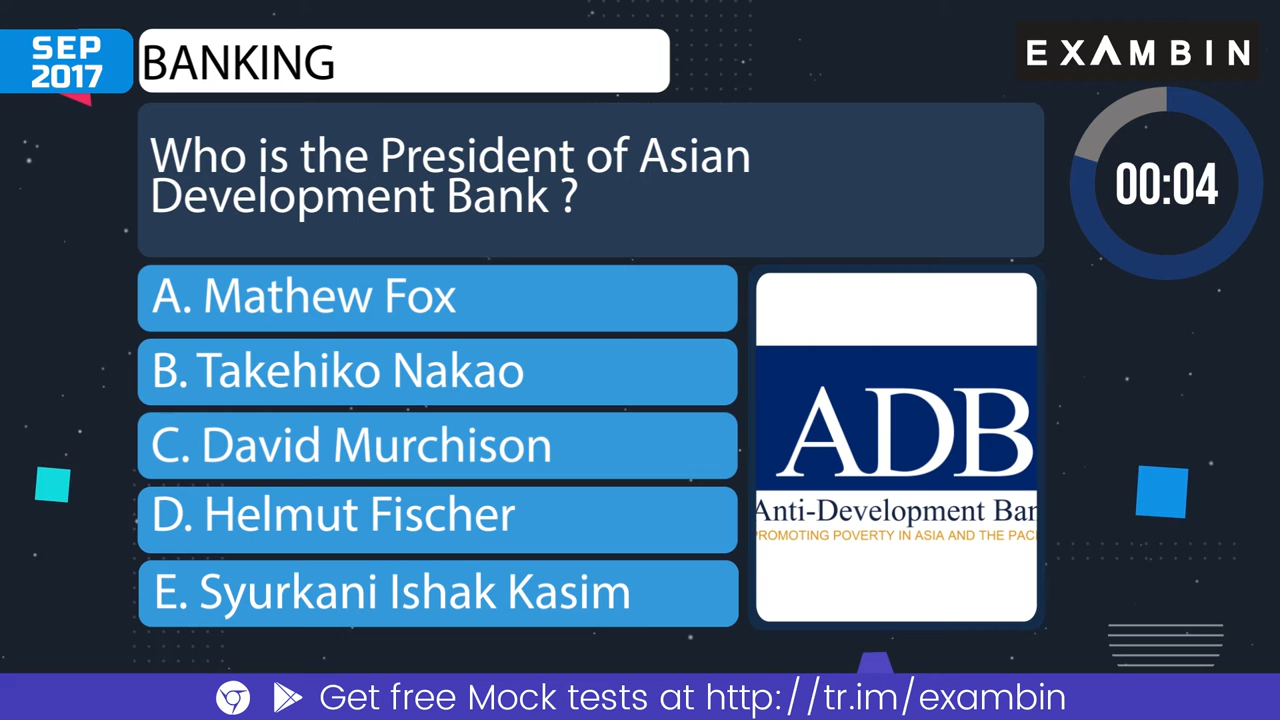 SEP
2017
BANKING
EXAMBIN
Who is the President of Asian
Development Bank ?
00:04
A. Mathew Fox
B. Takehiko Nakao
C. David Murchison
D. Helmut Fischer
E. Syurkani Ishak Kasim
ADB
Anti-Development Ban
PROMOTING POVERTY IN ASIA AND THE PACI
Get free Mock tests at http://tr.im/exambin